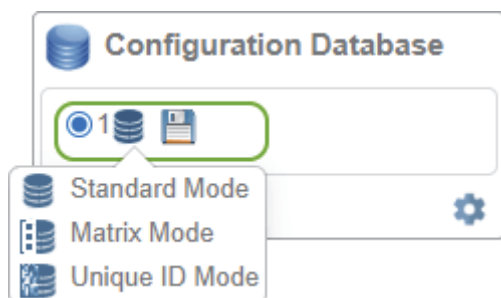 Configuration Database
1
Standard Mode
Matrix Mode
Unique ID Mode